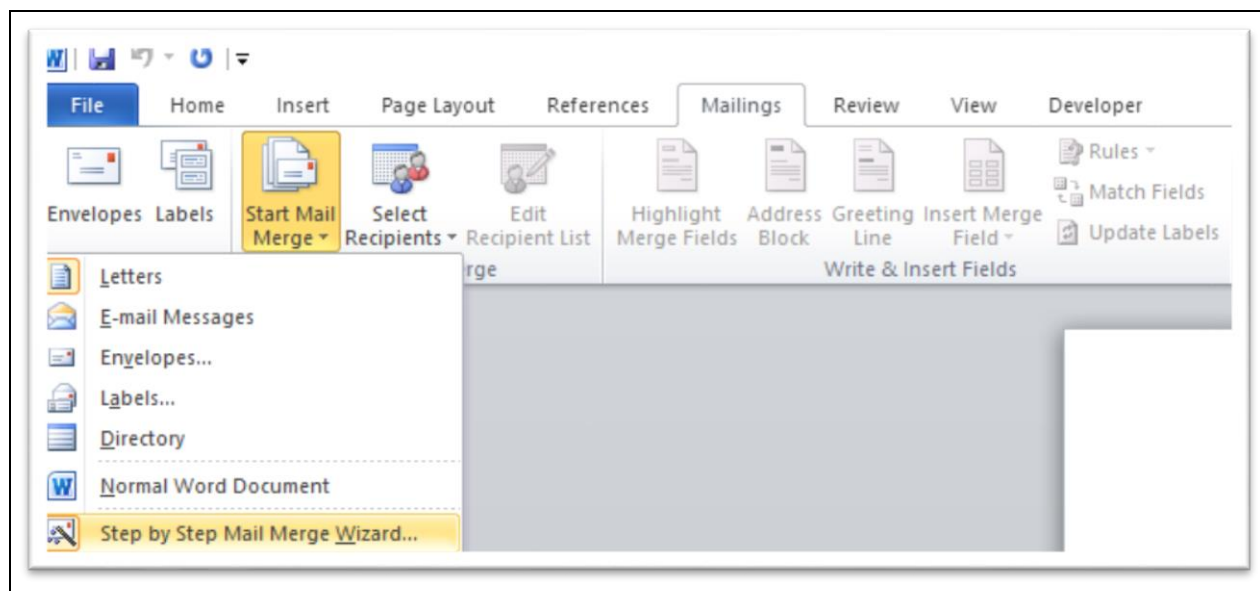 W
File Home Insert Page Layout References Mailings Review View Developer
Envelopes Labels Start Mail Merge Select Recipients Edit Recipient List Highlight Merge Fields Address Block Greeting Line Insert Merge Field
Rules
Match Fields
Update Labels
rge Write & Insert Fields
Letters
E-mail Messages
Envelopes...
Labels...
Directory
W Normal Word Document
Step by Step Mail Merge Wizard...